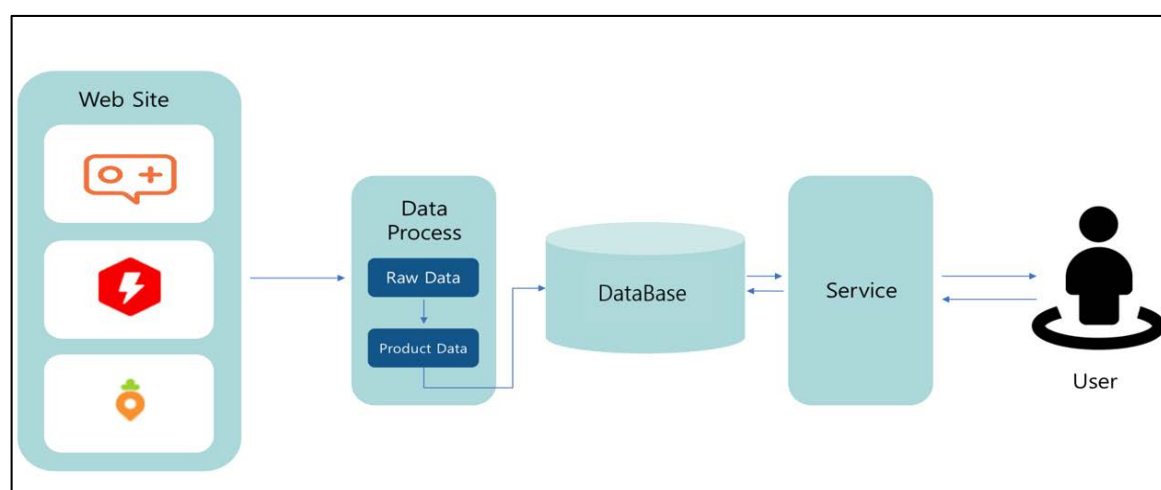 Web Site
Data
Process
Raw Data
Product Data
DataBase
Service
User